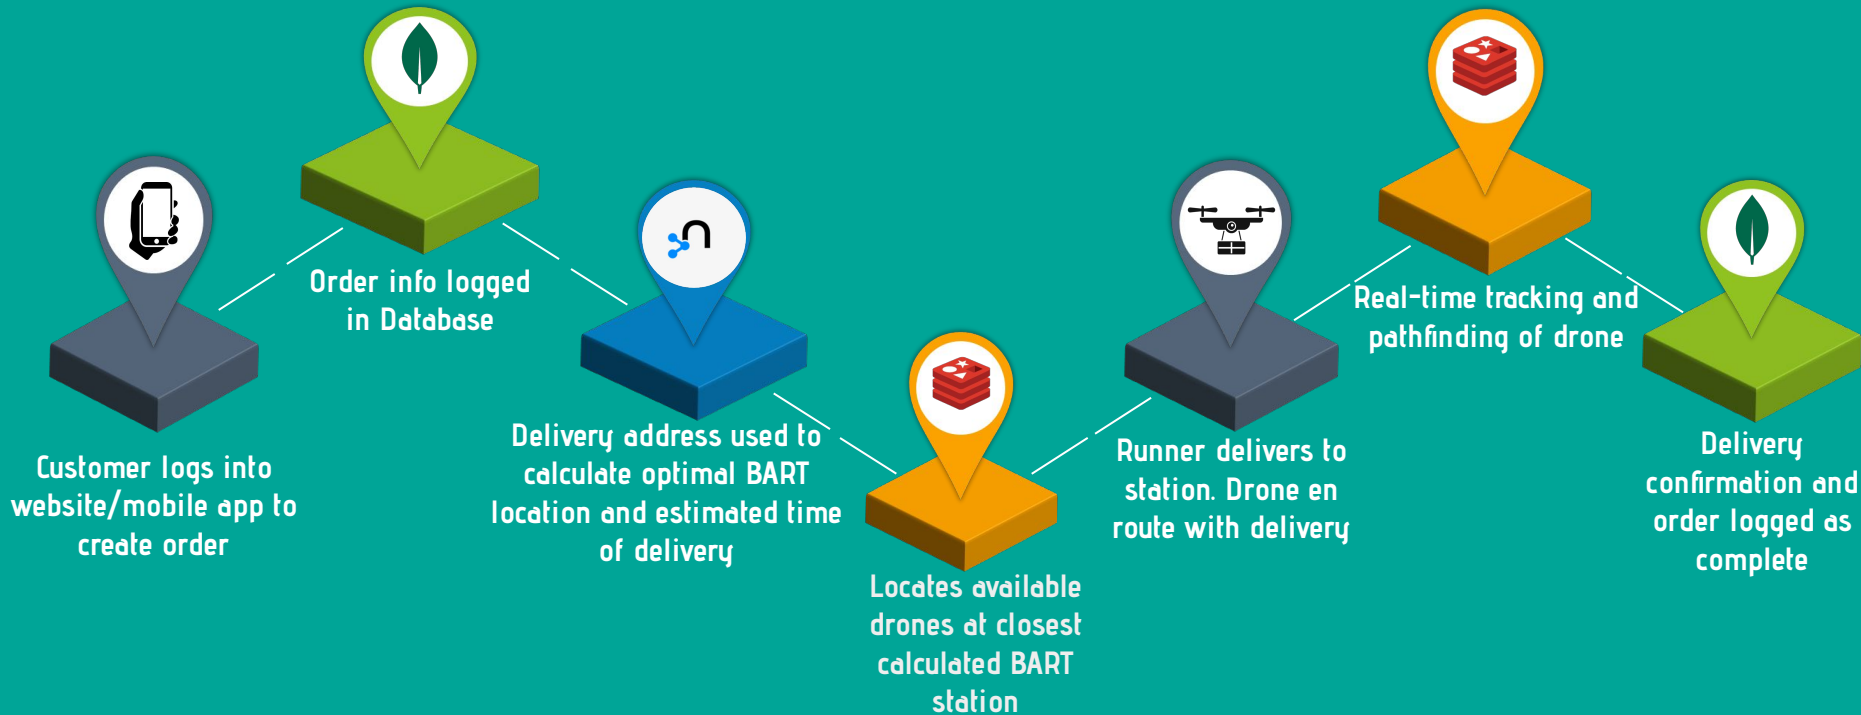 Customer logs into
website/mobile app to
create order
Order info logged
in Database
Delivery address used to
calculate optimal BART
location and estimated time
of delivery
Locates available
drones at closest
calculated BART
station
Runner delivers to
station. Drone en
route with delivery
Real-time tracking and
pathfinding of drone
Delivery
confirmation and
order logged as
complete